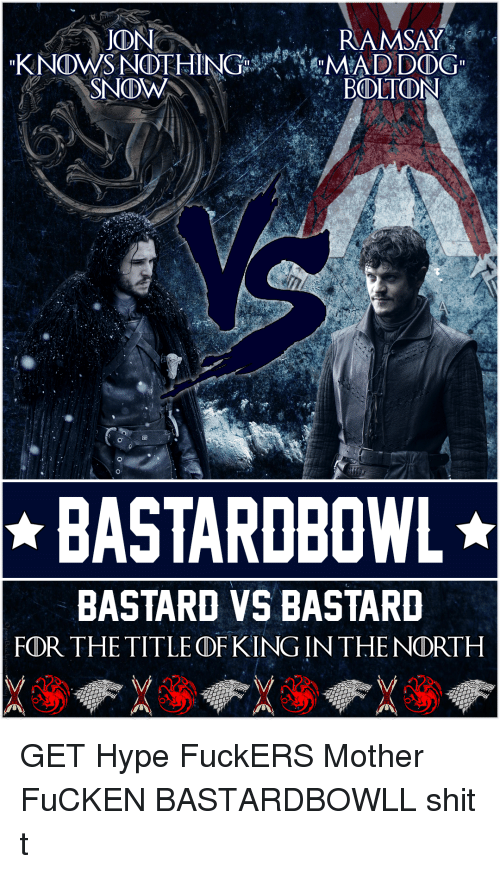 JON
"KNOWS NOTHING"
SNOW
RAMSAY
"MAD DOG"
BOLTON
VS
★ BASTARDBOWL ★
BASTARD VS BASTARD
FOR THE TITLE OF KING IN THE NORTH
GET Hype FuckERS Mother
FuCKEN BASTARDBOWLL shit
t